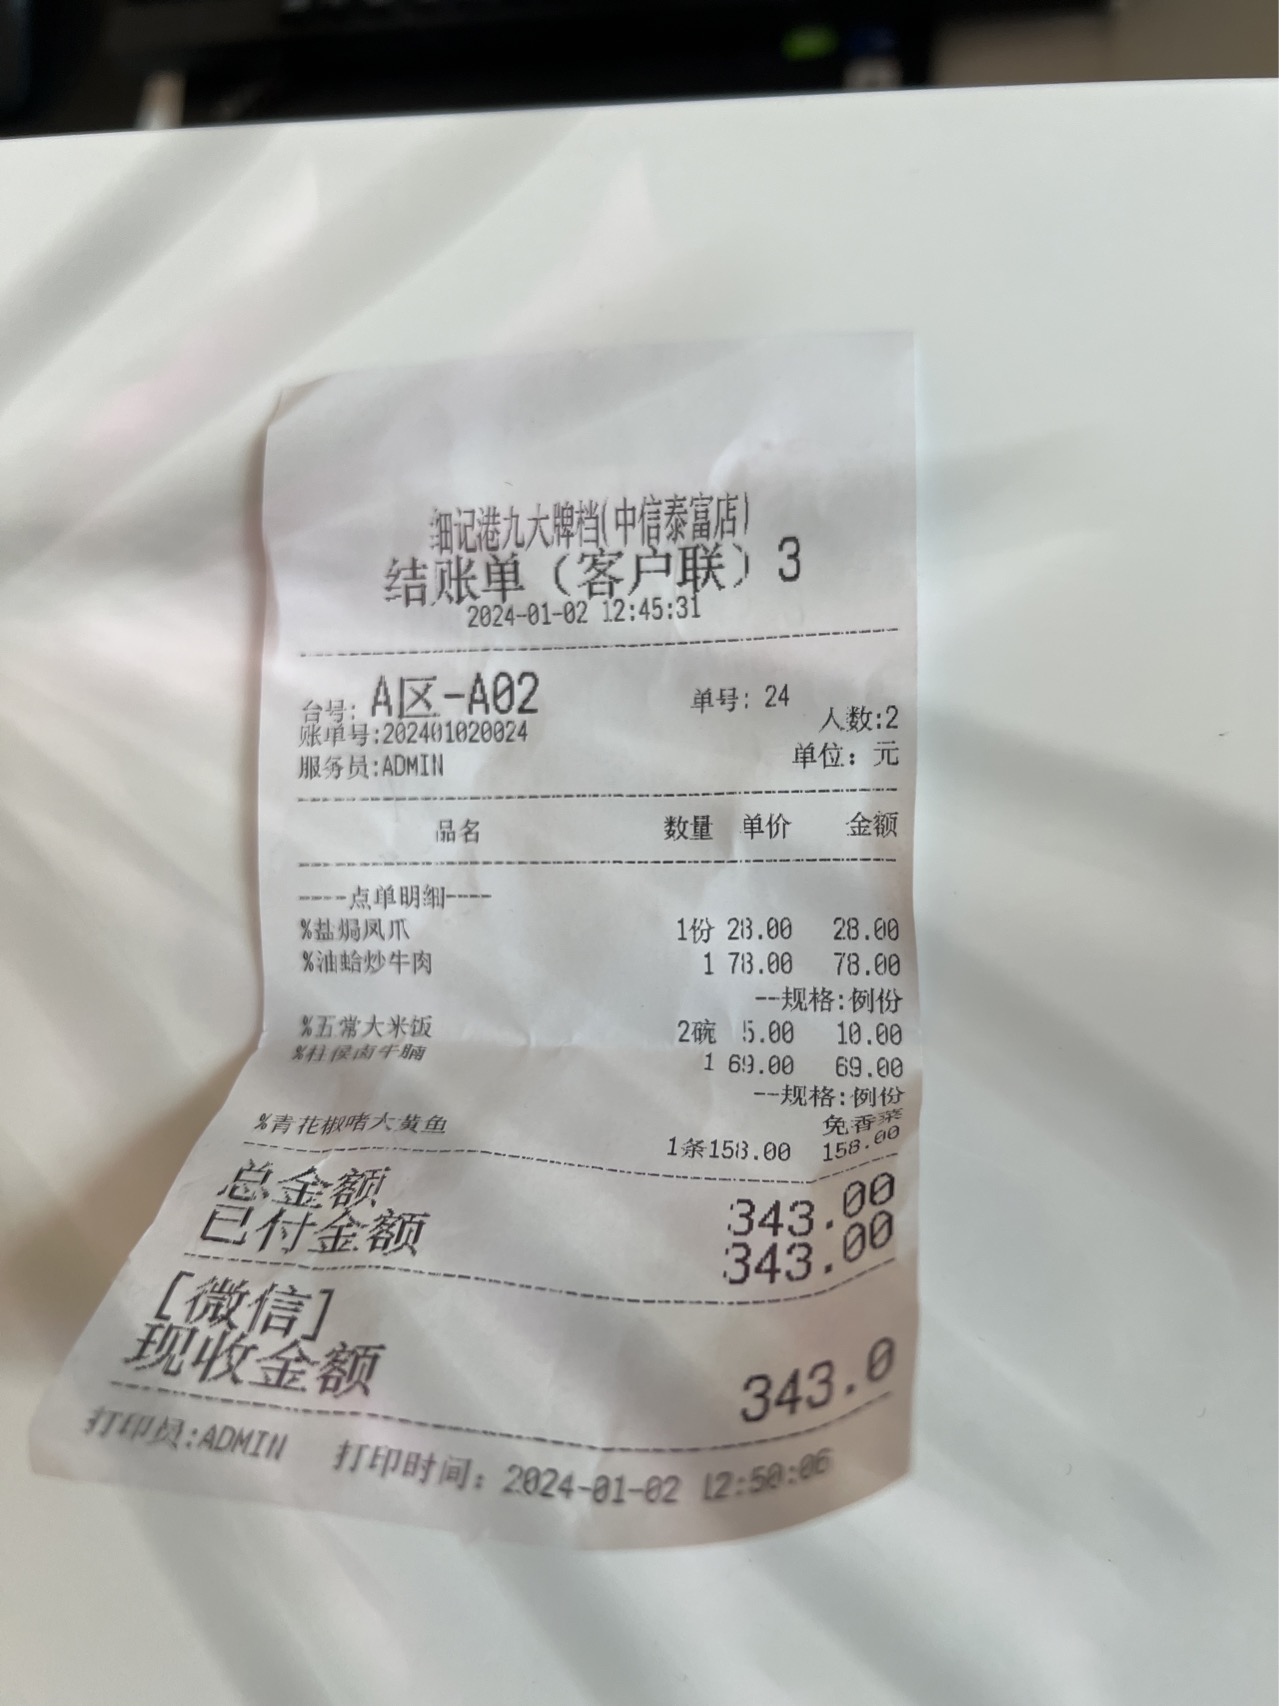 细记港九大牌档(中信泰富店)
结账单（客户联）3
2024-01-02 12:45:31
台号: A区-A02 单号: 24
账单号:202401020024 人数:2
服务员:ADMIN 单位：元
品名 数量 单价 金额
----点单明细----
%盐焗凤爪 1份 28.00 28.00
%油蛤炒牛肉 1 78.00 78.00
--规格:例份
%五常大米饭 2碗 5.00 10.00
%柱侯卤牛腩 1 69.00 69.00
--规格:例份
免香菜
%青花椒啫大黄鱼 1条158.00 158.00
总金额 343.00
已付金额 343.00
[微信]
现收金额 343.0
打印员:ADMIN 打印时间：2024-01-02 12:50:06